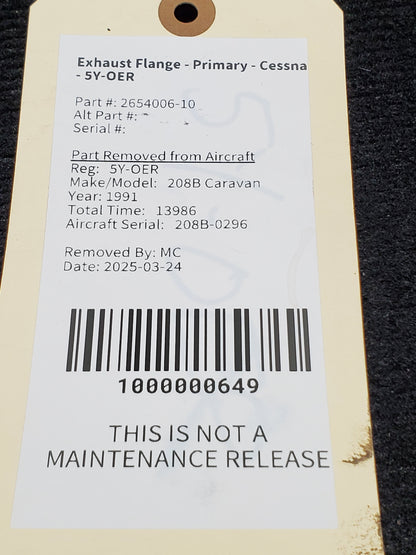 Exhaust Flange - Primary - Cessna
- 5Y-OER
Part #: 2654006-10
Alt Part #:
Serial #:
Part Removed from Aircraft
Reg: 5Y-OER
Make/Model: 208B Caravan
Year: 1991
Total Time: 13986
Aircraft Serial: 208B-0296
Removed By: MC
Date: 2025-03-24
1000000649
THIS IS NOT A
MAINTENANCE RELEASE